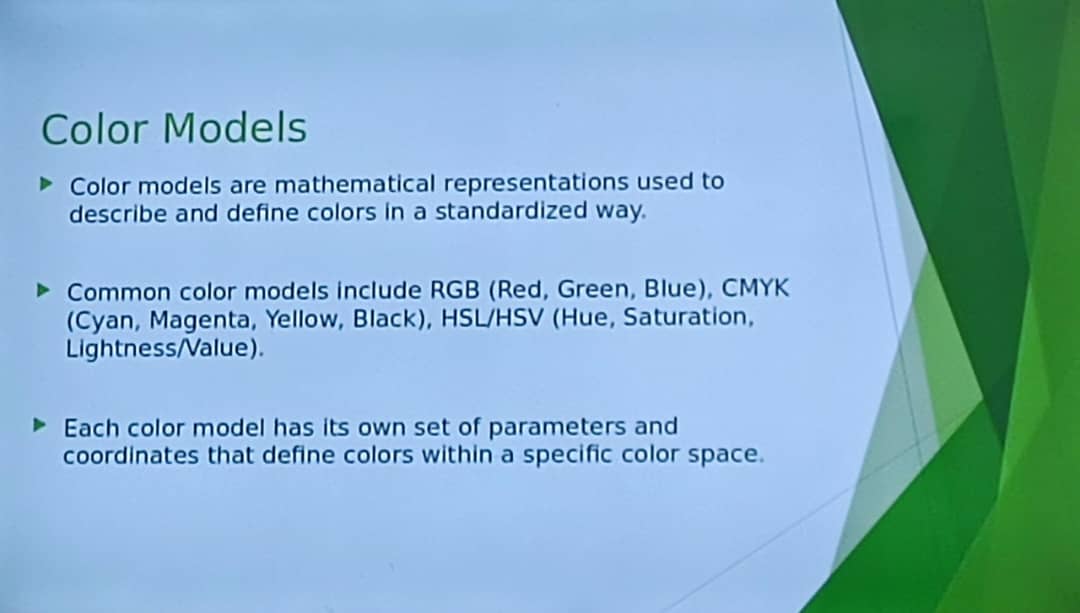 Color Models
Color models are mathematical representations used to
describe and define colors in a standardized way.
Common color models include RGB (Red, Green, Blue), CMYK
(Cyan, Magenta, Yellow, Black), HSL/HSV (Hue, Saturation,
Lightness/Value).
Each color model has its own set of parameters and
coordinates that define colors within a specific color space.